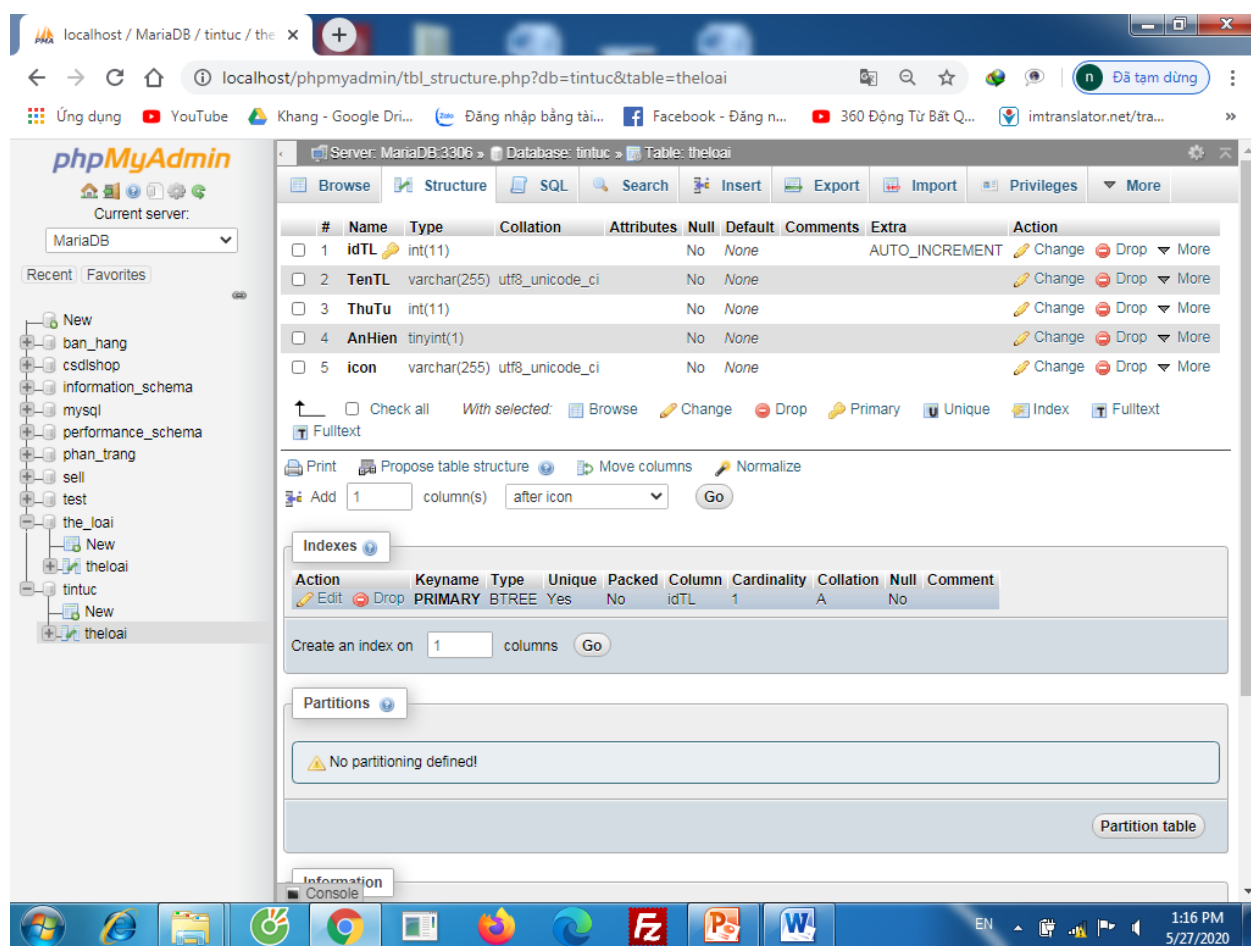 localhost / MariaDB / tintuc / the
localhost/phpmyadmin/tbl_structure.php?db=tintuc&table=theloai
n Đã tạm dừng
Ứng dụng YouTube Khang - Google Dri... Đăng nhập bằng tài... Facebook - Đăng n... 360 Động Từ Bất Q... imtranslator.net/tra... »
phpMyAdmin
Current server:
MariaDB
Recent Favorites
New
ban_hang
csdlshop
information_schema
mysql
performance_schema
phan_trang
sell
test
the_loai
New
theloai
tintuc
New
theloai
Server: MariaDB:3306 » Database: tintuc » Table: theloai
Browse Structure SQL Search Insert Export Import Privileges More
# Name Type Collation Attributes Null Default Comments Extra Action
1 idTL int(11) No None AUTO_INCREMENT Change Drop More
2 TenTL varchar(255) utf8_unicode_ci No None Change Drop More
3 ThuTu int(11) No None Change Drop More
4 AnHien tinyint(1) No None Change Drop More
5 icon varchar(255) utf8_unicode_ci No None Change Drop More
Check all With selected: Browse Change Drop Primary Unique Index Fulltext
Fulltext
Print Propose table structure Move columns Normalize
Add 1 column(s) after icon Go
Indexes
Action Keyname Type Unique Packed Column Cardinality Collation Null Comment
Edit Drop PRIMARY BTREE Yes No idTL 1 A No
Create an index on 1 columns Go
Partitions
No partitioning defined!
Partition table
Information
Console
EN 1:16 PM
5/27/2020